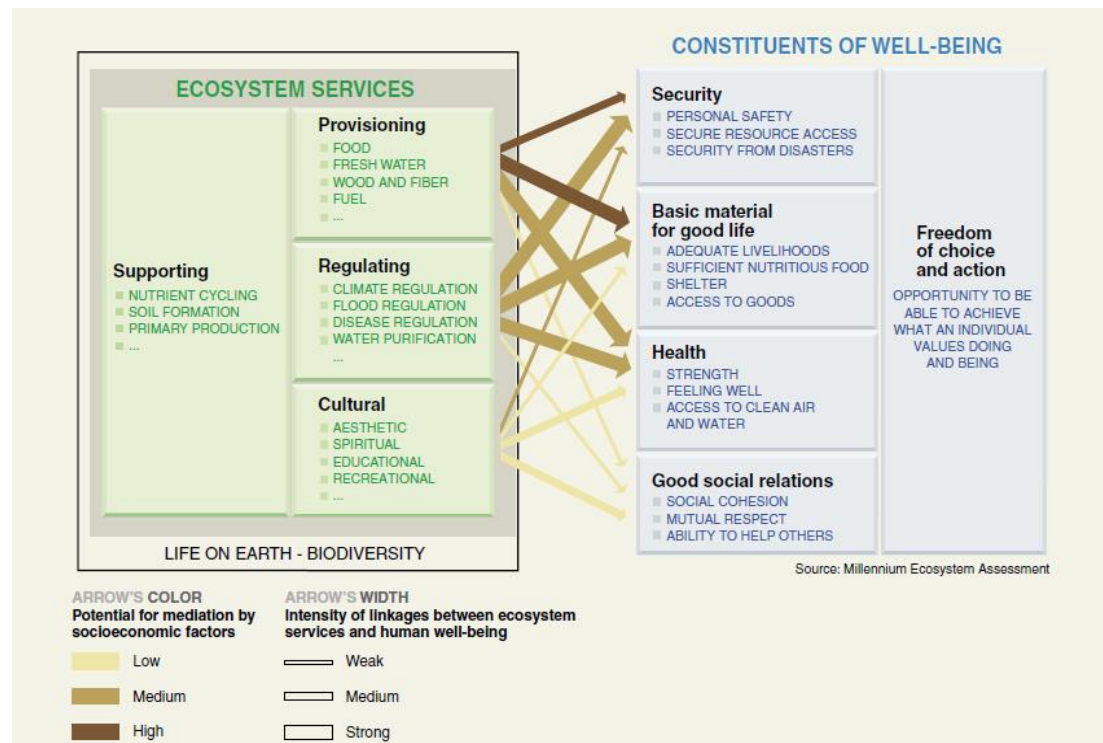 CONSTITUENTS OF WELL-BEING
ECOSYSTEM SERVICES
Supporting
NUTRIENT CYCLING
SOIL FORMATION
PRIMARY PRODUCTION
...
Provisioning
FOOD
FRESH WATER
WOOD AND FIBER
FUEL
...
Regulating
CLIMATE REGULATION
FLOOD REGULATION
DISEASE REGULATION
WATER PURIFICATION
...
Cultural
AESTHETIC
SPIRITUAL
EDUCATIONAL
RECREATIONAL
...
LIFE ON EARTH - BIODIVERSITY
Security
PERSONAL SAFETY
SECURE RESOURCE ACCESS
SECURITY FROM DISASTERS
Basic material
for good life
ADEQUATE LIVELIHOODS
SUFFICIENT NUTRITIOUS FOOD
SHELTER
ACCESS TO GOODS
Health
STRENGTH
FEELING WELL
ACCESS TO CLEAN AIR
AND WATER
Good social relations
SOCIAL COHESION
MUTUAL RESPECT
ABILITY TO HELP OTHERS
Freedom
of choice
and action
OPPORTUNITY TO BE
ABLE TO ACHIEVE
WHAT AN INDIVIDUAL
VALUES DOING
AND BEING
Source: Millennium Ecosystem Assessment
ARROW'S COLOR
Potential for mediation by
socioeconomic factors
Low
Medium
High
ARROW'S WIDTH
Intensity of linkages between ecosystem
services and human well-being
Weak
Medium
Strong